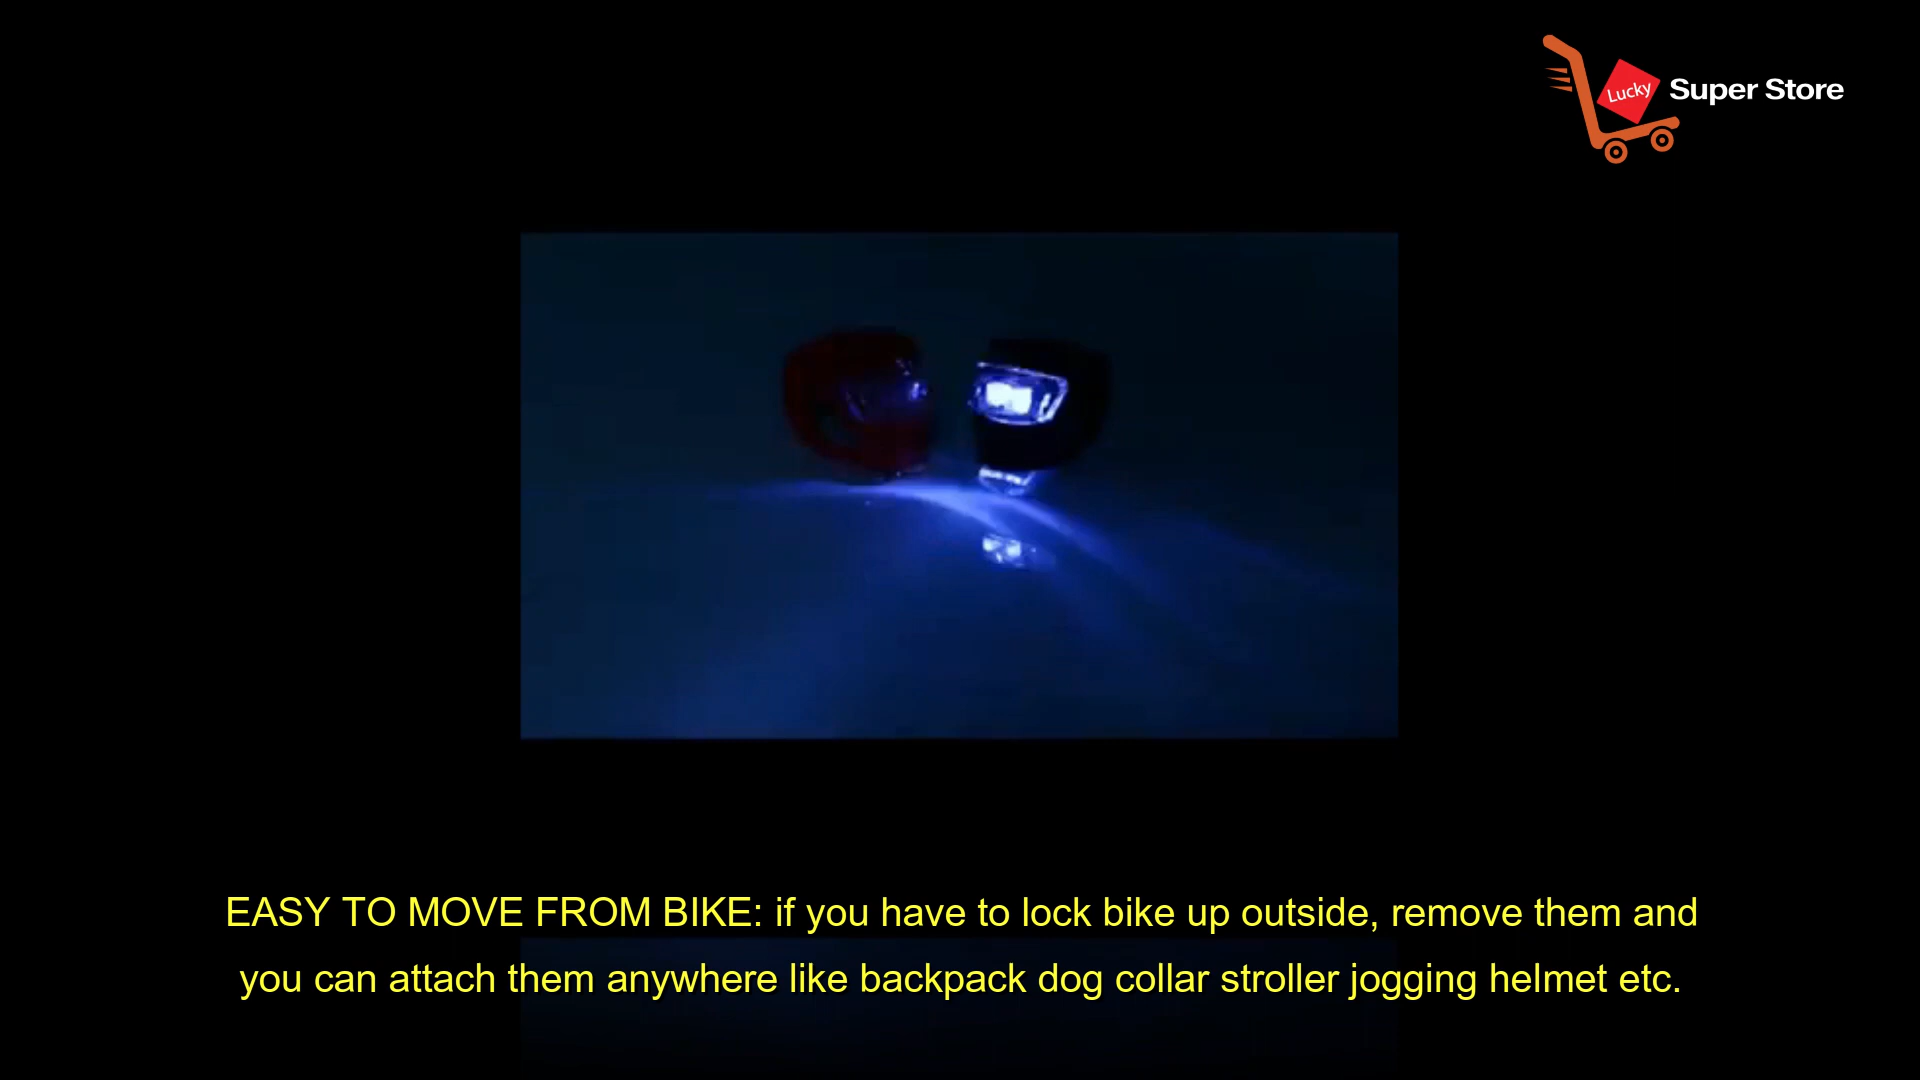 Lucky
Super Store
EASY TO MOVE FROM BIKE: if you have to lock bike up outside, remove them and
you can attach them anywhere like backpack dog collar stroller jogging helmet etc.